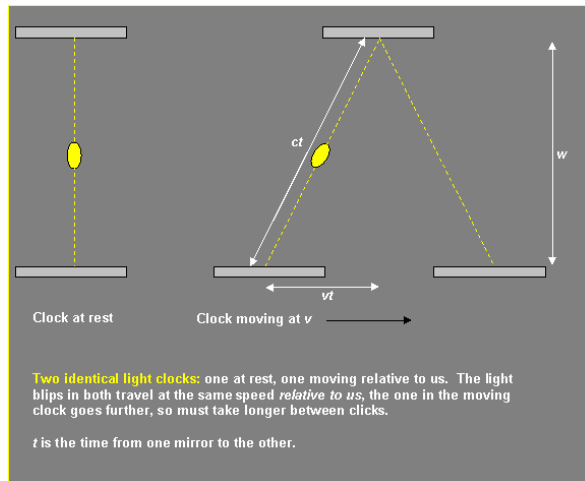 ct
w
vt
Clock at rest
Clock moving at v
Two identical light clocks: one at rest, one moving relative to us. The light
blips in both travel at the same speed relative to us, the one in the moving
clock goes further, so must take longer between clicks.
t is the time from one mirror to the other.